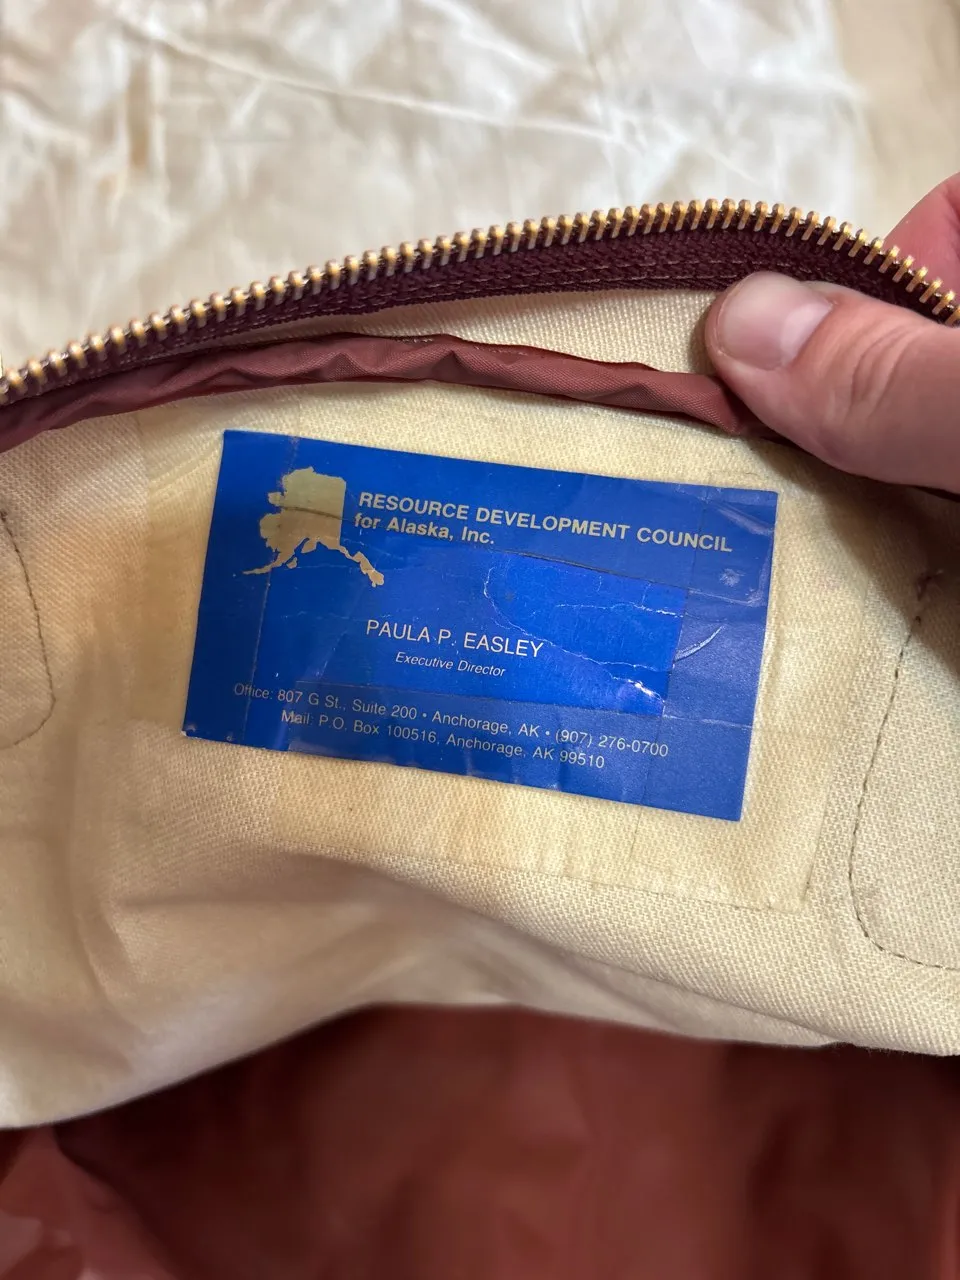 RESOURCE DEVELOPMENT COUNCIL
for Alaska, Inc.
PAULA P. EASLEY
Executive Director
Office: 807 G St., Suite 200 • Anchorage, AK • (907) 276-0700
Mail: P.O. Box 100516, Anchorage, AK 99510